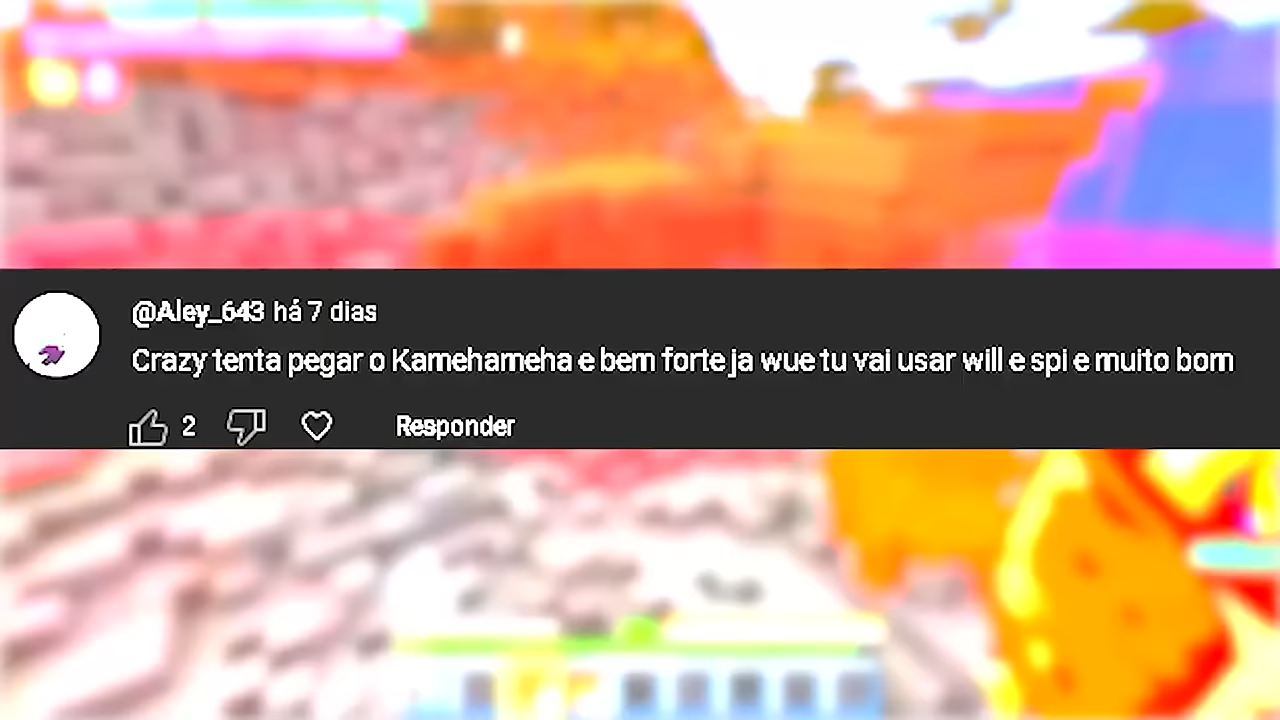 @Aley_643 há 7 dias
Crazy tenta pegar o Kamehameha e bem forte ja wue tu vai usar will e spi e muito bom
2 Responder